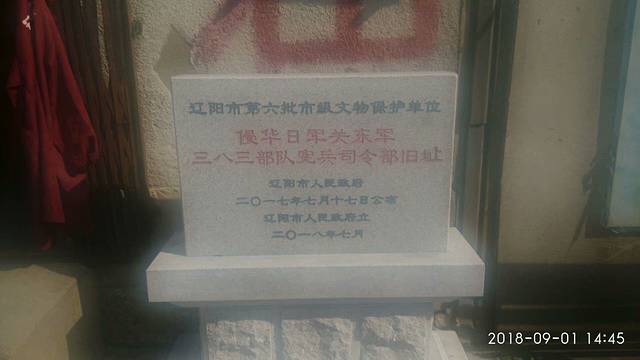 辽阳市第六批市级文物保护单位
侵华日军关东军
三八三部队宪兵司令部旧址
辽阳市人民政府
二〇一七年七月十七日公布
辽阳市人民政府立
二〇一八年七月
2018-09-01 14:45